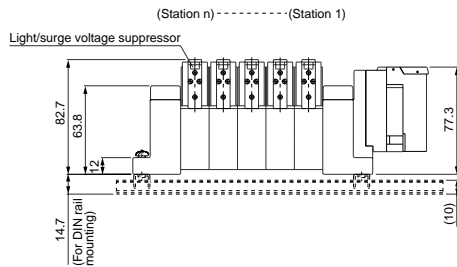 (Station n) - - - - - - - - - - - (Station 1)
Light/surge voltage suppressor
82.7
63.8
12
77.3
14.7
(For DIN rail
mounting)
(10)